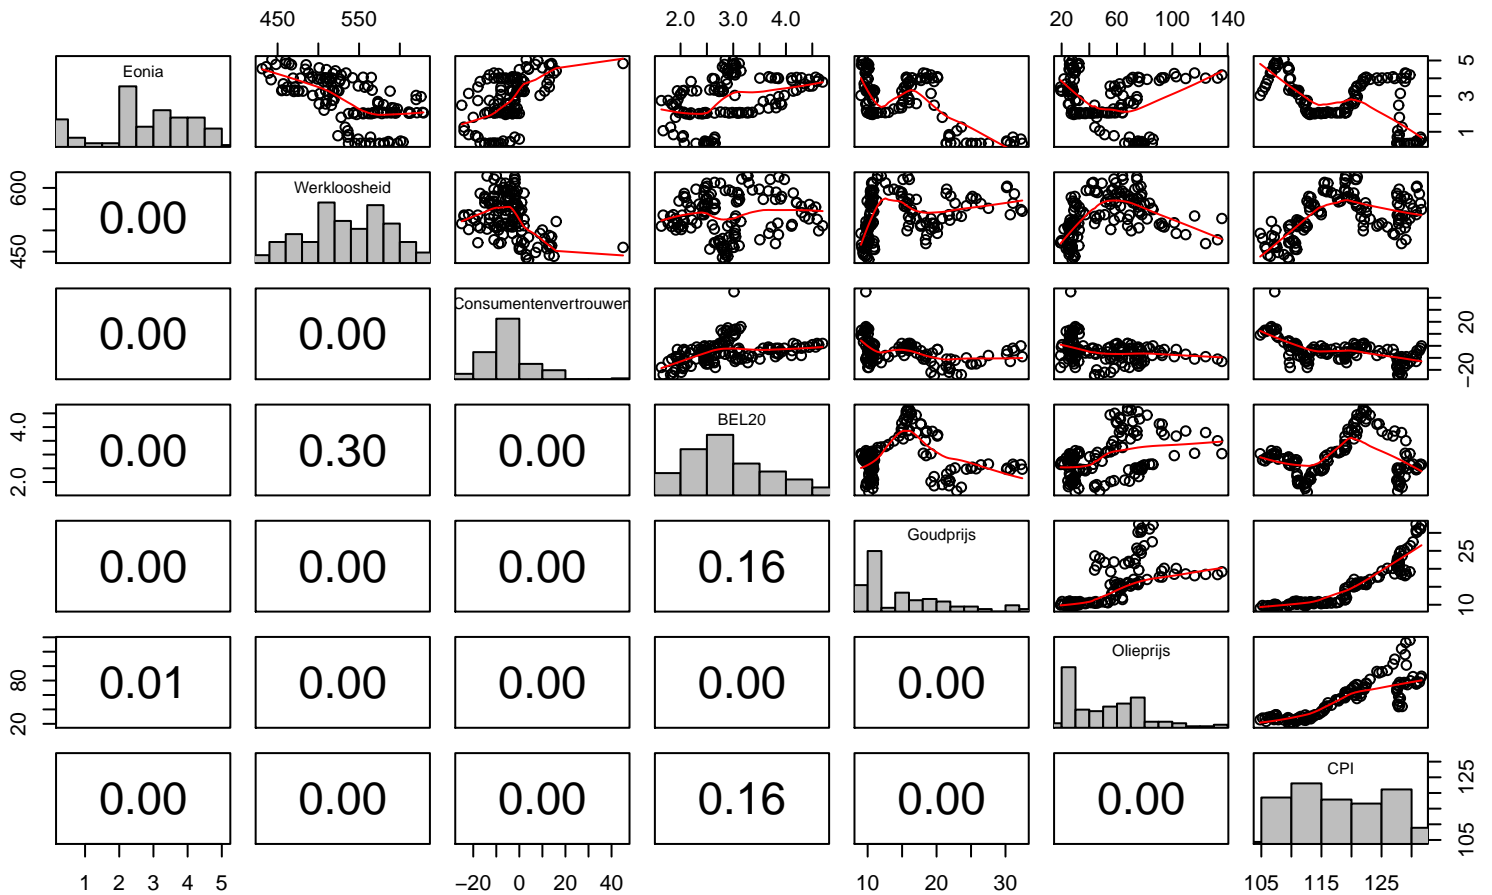 450 550 2.0 3.0 4.0 20 60 100 140
Eonia 1 3 5
450 600 0.00 Werkloosheid
0.00 0.00 Consumentenvertrouwen −20 20
2.0 4.0 0.00 0.30 0.00 BEL20
0.00 0.00 0.00 0.16 Goudprijs 10 25
20 80 0.01 0.00 0.00 0.00 0.00 Olieprijs
0.00 0.00 0.00 0.16 0.00 0.00 CPI 105 125
1 2 3 4 5 −20 0 20 40 10 20 30 105 115 125